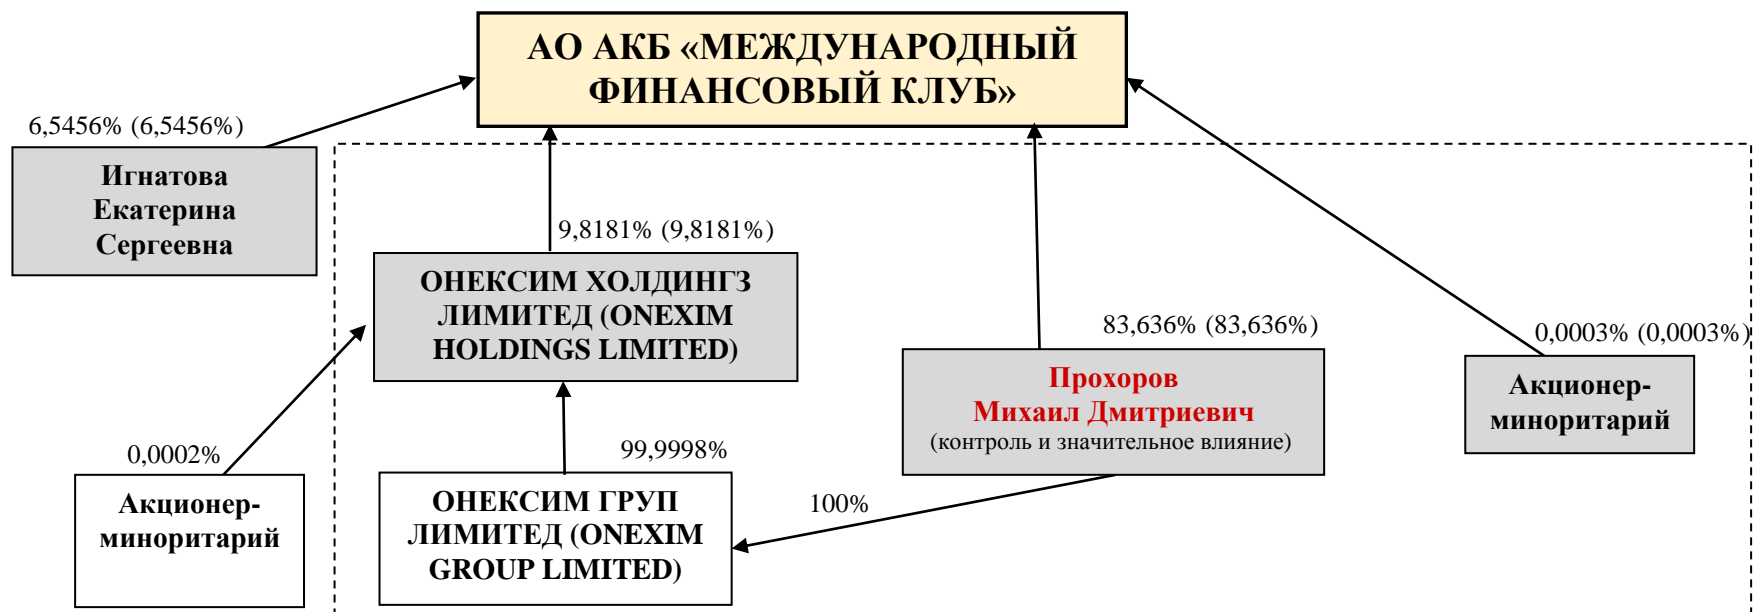 АО АКБ «МЕЖДУНАРОДНЫЙ
ФИНАНСОВЫЙ КЛУБ»
6,5456% (6,5456%)
Игнатова
Екатерина
Сергеевна
9,8181% (9,8181%)
ОНЕКСИМ ХОЛДИНГЗ
ЛИМИТЕД (ONEXIM
HOLDINGS LIMITED)
83,636% (83,636%)
Прохоров
Михаил Дмитриевич
(контроль и значительное влияние)
0,0003% (0,0003%)
Акционер-
миноритарий
0,0002%
Акционер-
миноритарий
99,9998%
ОНЕКСИМ ГРУП
ЛИМИТЕД (ONEXIM
GROUP LIMITED)
100%